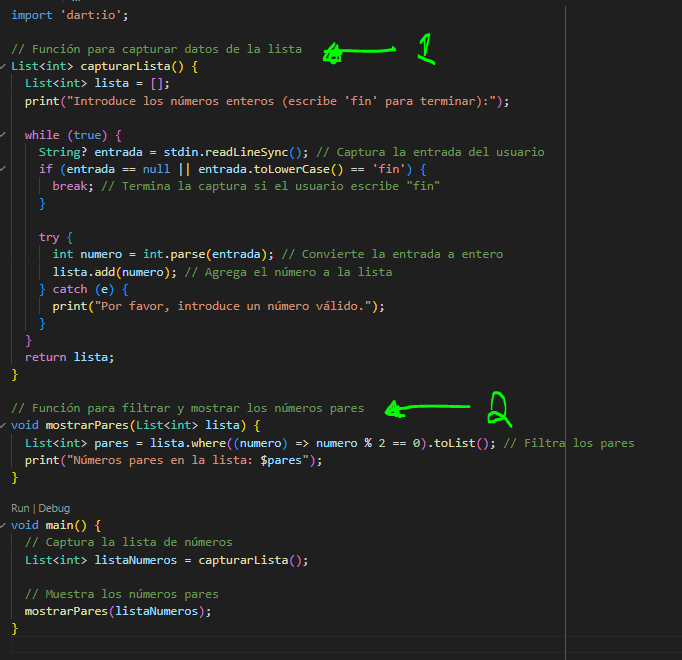 import 'dart:io';
// Función para capturar datos de la lista
1
List<int> capturarLista() {
List<int> lista = [];
print("Introduce los números enteros (escribe 'fin' para terminar):");
while (true) {
String? entrada = stdin.readLineSync(); // Captura la entrada del usuario
if (entrada == null || entrada.toLowerCase() == 'fin') {
break; // Termina la captura si el usuario escribe "fin"
}
try {
int numero = int.parse(entrada); // Convierte la entrada a entero
lista.add(numero); // Agrega el número a la lista
} catch (e) {
print("Por favor, introduce un número válido.");
}
}
return lista;
}
// Función para filtrar y mostrar los números pares
2
void mostrarPares(List<int> lista) {
List<int> pares = lista.where((numero) => numero % 2 == 0).toList(); // Filtra los pares
print("Números pares en la lista: $pares");
}
Run | Debug
void main() {
// Captura la lista de números
List<int> listaNumeros = capturarLista();
// Muestra los números pares
mostrarPares(listaNumeros);
}